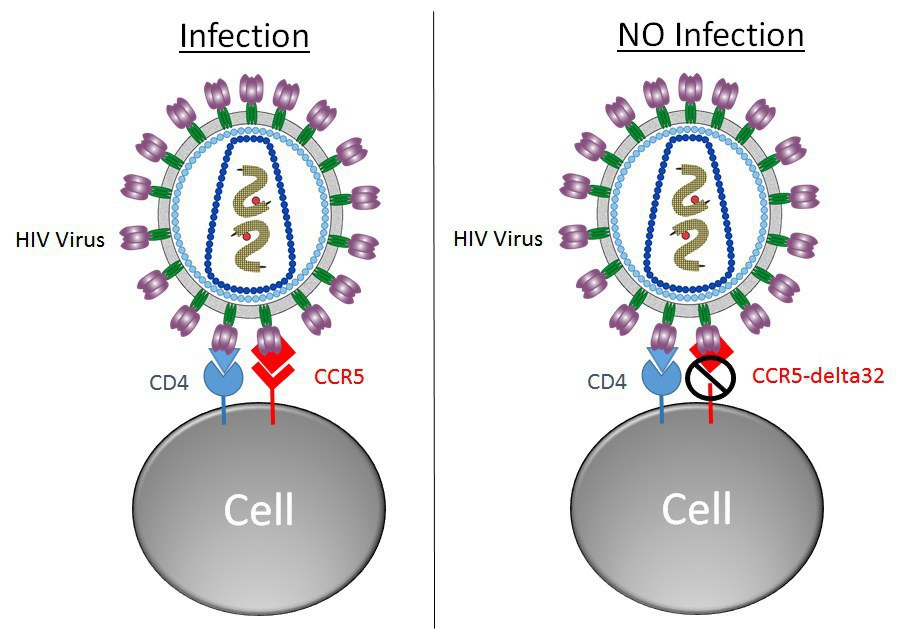 Infection
HIV Virus
CD4
CCR5
Cell
NO Infection
HIV Virus
CD4
CCR5-delta32
Cell